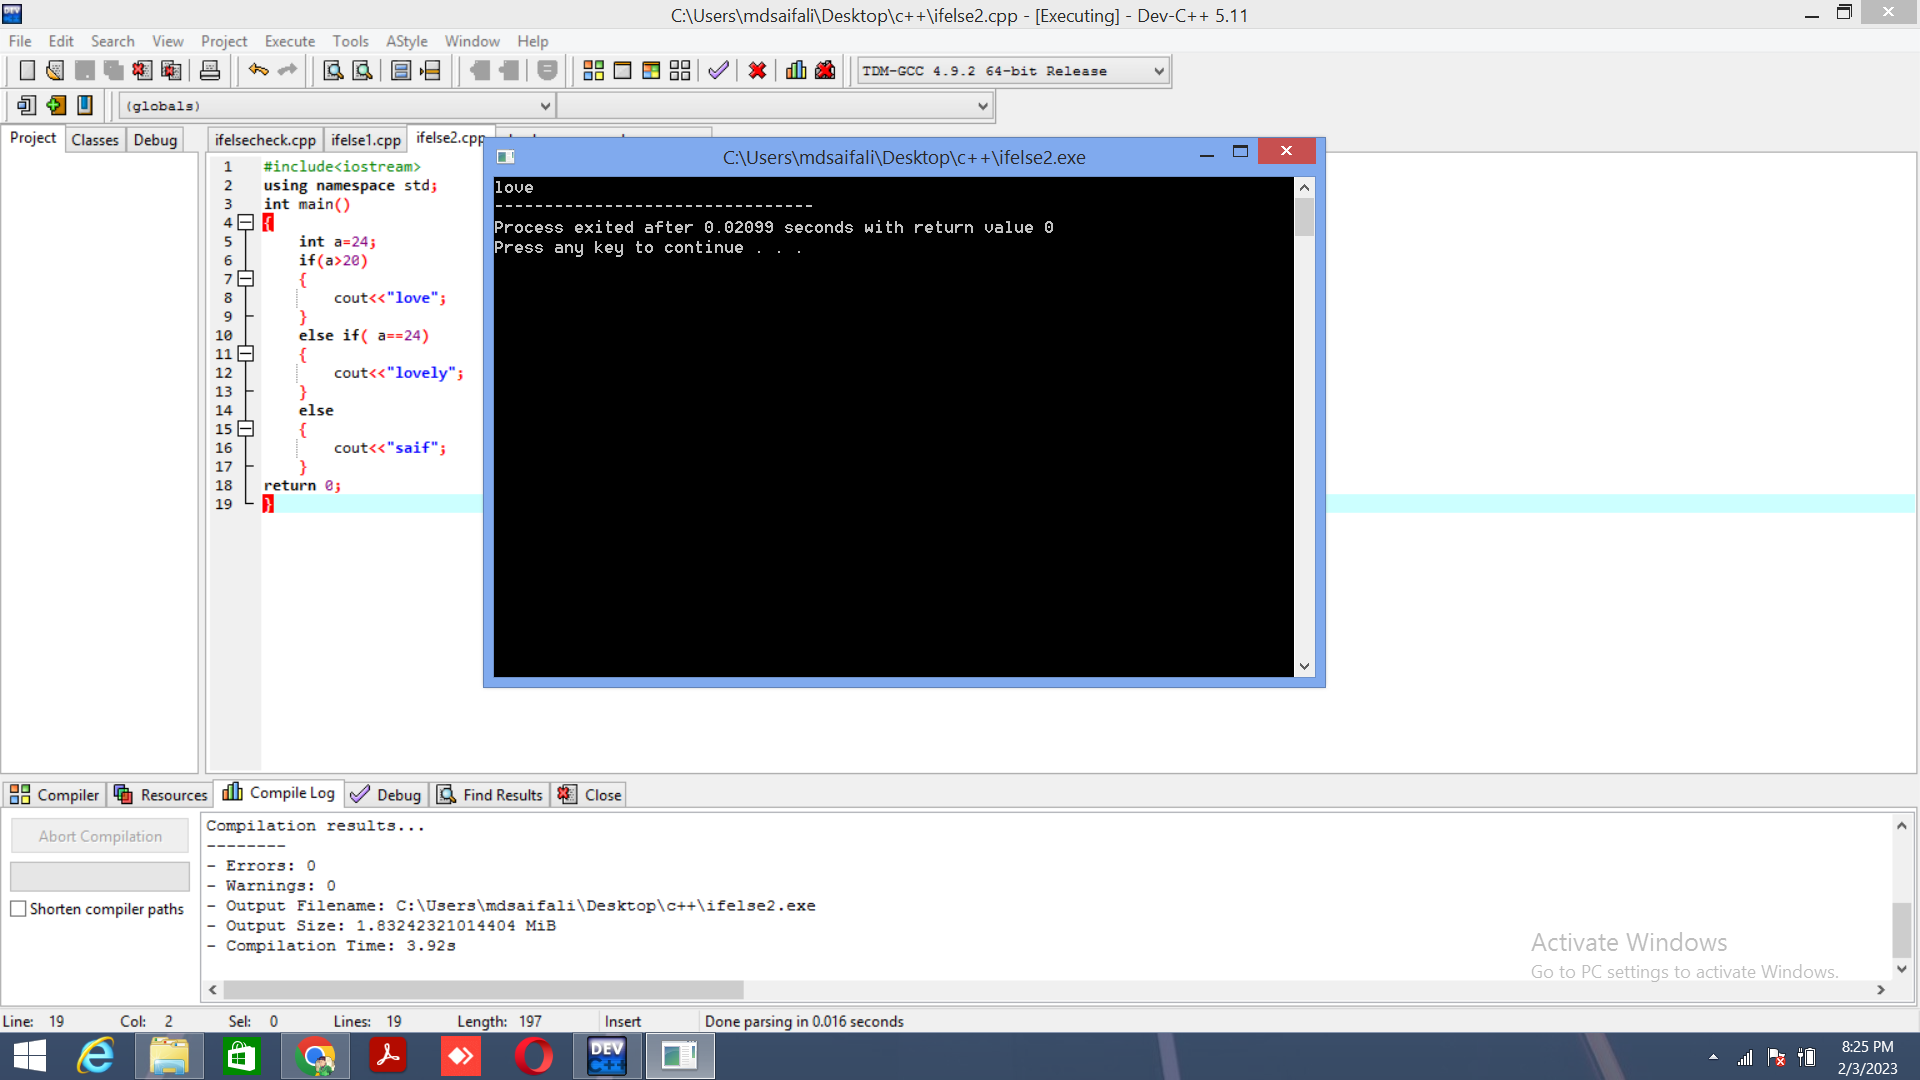 C:\Users\mdsaifali\Desktop\c++\ifelse2.cpp - [Executing] - Dev-C++ 5.11
File Edit Search View Project Execute Tools AStyle Window Help
TDM-GCC 4.9.2 64-bit Release
(globals)
Project Classes Debug
ifelsecheck.cpp ifelse1.cpp ifelse2.cpp
1 #include<iostream>
2 using namespace std;
3 int main()
4 {
5 int a=24;
6 if(a>20)
7 {
8 cout<<"love";
9 }
10 else if( a==24)
11 {
12 cout<<"lovely";
13 }
14 else
15 {
16 cout<<"saif";
17 }
18 return 0;
19 }
C:\Users\mdsaifali\Desktop\c++\ifelse2.exe
love
--------------------------------
Process exited after 0.02099 seconds with return value 0
Press any key to continue . . .
Compiler Resources Compile Log Debug Find Results Close
Abort Compilation
Shorten compiler paths
Compilation results...
--------
- Errors: 0
- Warnings: 0
- Output Filename: C:\Users\mdsaifali\Desktop\c++\ifelse2.exe
- Output Size: 1.83242321014404 MiB
- Compilation Time: 3.92s
Activate Windows
Go to PC settings to activate Windows.
Line: 19 Col: 2 Sel: 0 Lines: 19 Length: 197 Insert Done parsing in 0.016 seconds
DEV
C++
8:25 PM
2/3/2023